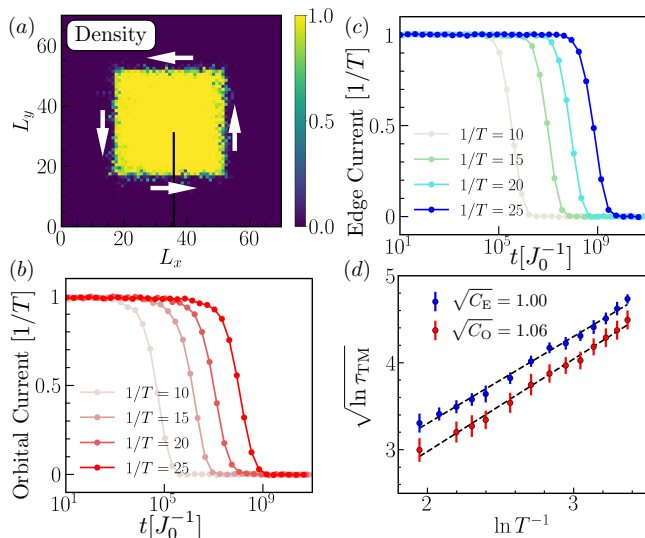 (a)
Density
L_y
60
40
20
0
0
20
40
60
L_x
1.0
0.5
0.0
(c)
Edge Current [1/T]
1
0.5
0
1/T = 10
1/T = 15
1/T = 20
1/T = 25
10^1
10^5
10^9
t[J_0^{-1}]
(b)
Orbital Current [1/T]
1
0.5
0
1/T = 10
1/T = 15
1/T = 20
1/T = 25
10^1
10^5
10^9
t[J_0^{-1}]
(d)
√C_E = 1.00
√C_O = 1.06
√ln τ_TM
5
4
3
2
3
ln T^{-1}